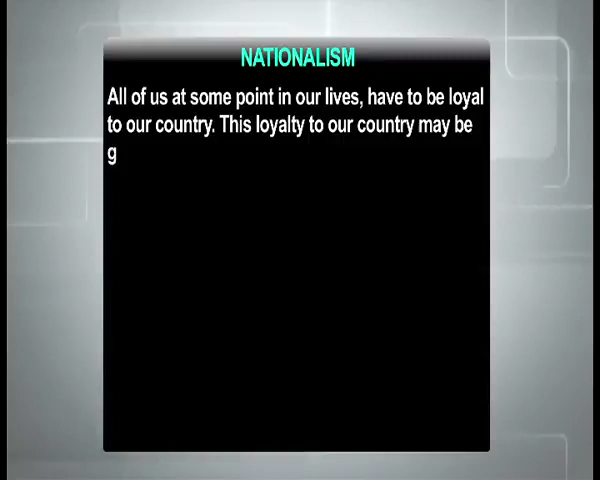 NATIONALISM
All of us at some point in our lives, have to be loyal
to our country. This loyalty to our country may be
g